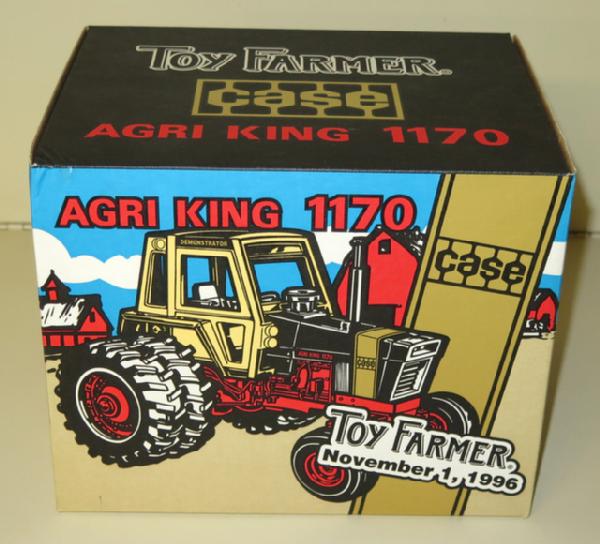 TOY FARMER®
case
AGRI KING 1170
AGRI KING 1170
case
DEMONSTRATOR
AGRI KING 1170
case
TOY FARMER®
November 1, 1996